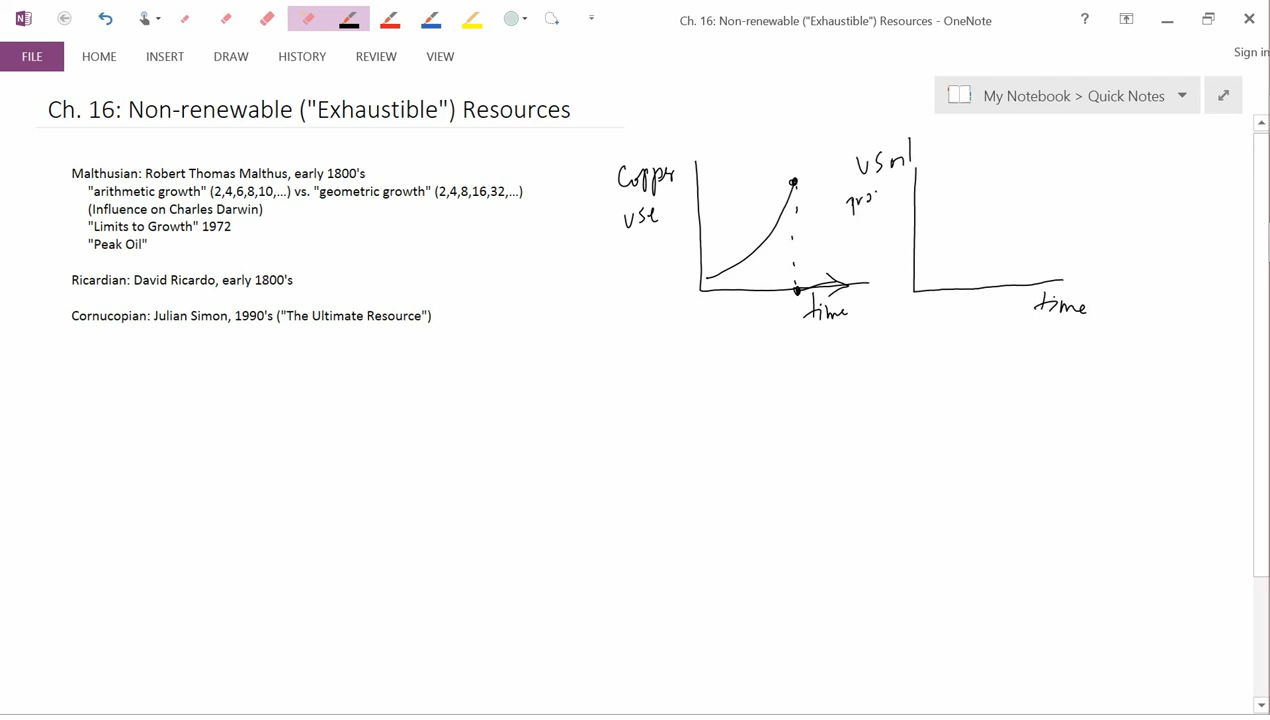 Ch. 16: Non-renewable ("Exhaustible") Resources - OneNote
?
Sign in
FILE HOME INSERT DRAW HISTORY REVIEW VIEW
My Notebook > Quick Notes
Ch. 16: Non-renewable ("Exhaustible") Resources
Malthusian: Robert Thomas Malthus, early 1800's
"arithmetic growth" (2,4,6,8,10,...) vs. "geometric growth" (2,4,8,16,32,...)
(Influence on Charles Darwin)
"Limits to Growth" 1972
"Peak Oil"
Ricardian: David Ricardo, early 1800's
Cornucopian: Julian Simon, 1990's ("The Ultimate Resource")
Copper
use
time
US oil
pro
time